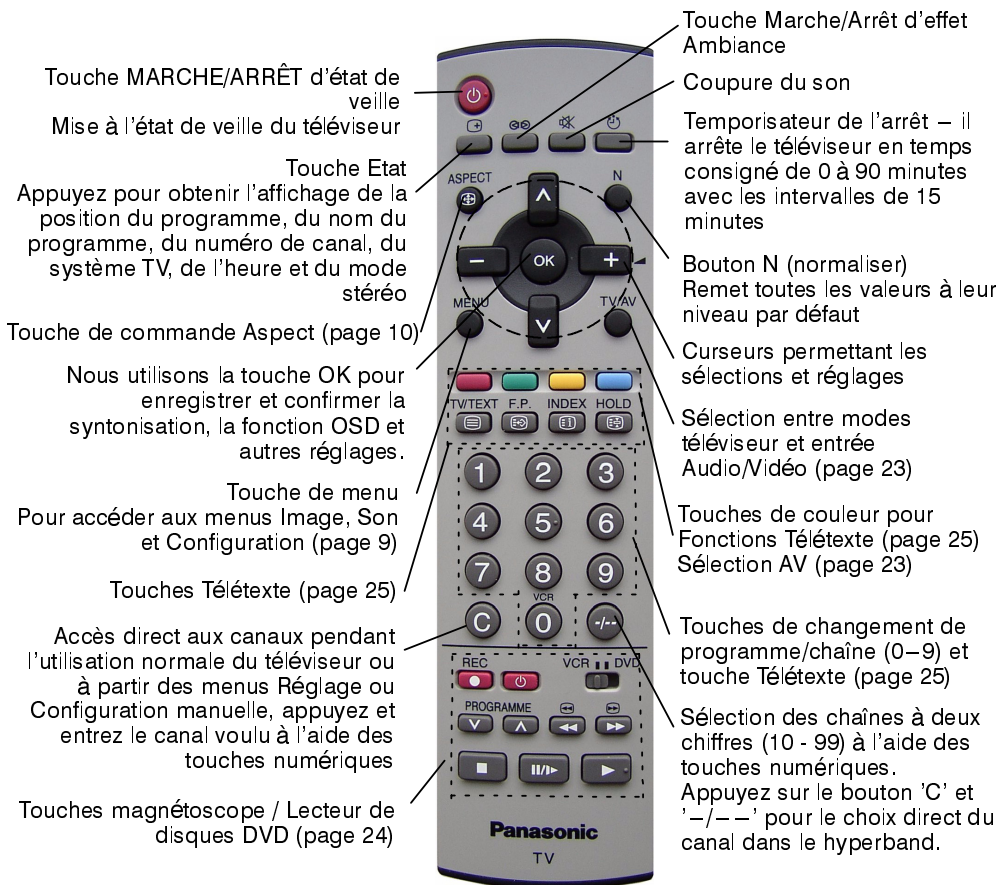 Touche MARCHE/ARRÊT d'état de
veille
Mise à l'état de veille du téléviseur
Touche Etat
Appuyez pour obtenir l'affichage de la
position du programme, du nom du
programme, du numéro de canal, du
système TV, de l'heure et du mode
stéréo
Touche de commande Aspect (page 10)
Nous utilisons la touche OK pour
enregistrer et confirmer la
syntonisation, la fonction OSD et
autres réglages.
Touche de menu
Pour accéder aux menus Image, Son
et Configuration (page 9)
Touches Télétexte (page 25)
Accès direct aux canaux pendant
l'utilisation normale du téléviseur ou
à partir des menus Réglage ou
Configuration manuelle, appuyez et
entrez le canal voulu à l'aide des
touches numériques
Touches magnétoscope / Lecteur de
disques DVD (page 24)
ASPECT
N
OK
MENU
TV/AV
TV/TEXT F.P. INDEX HOLD
1 2 3
4 5 6
7 8 9
VCR
C 0 -/--
REC VCR DVD
PROGRAMME
Panasonic
TV
Touche Marche/Arrêt d'effet
Ambiance
Coupure du son
Temporisateur de l'arrêt – il
arrête le téléviseur en temps
consigné de 0 à 90 minutes
avec les intervalles de 15
minutes
Bouton N (normaliser)
Remet toutes les valeurs à leur
niveau par défaut
Curseurs permettant les
sélections et réglages
Sélection entre modes
téléviseur et entrée
Audio/Vidéo (page 23)
Touches de couleur pour
Fonctions Télétexte (page 25)
Sélection AV (page 23)
Touches de changement de
programme/chaîne (0–9) et
touche Télétexte (page 25)
Sélection des chaînes à deux
chiffres (10 - 99) à l'aide des
touches numériques.
Appuyez sur le bouton 'C' et
'–/––' pour le choix direct du
canal dans le hyperband.